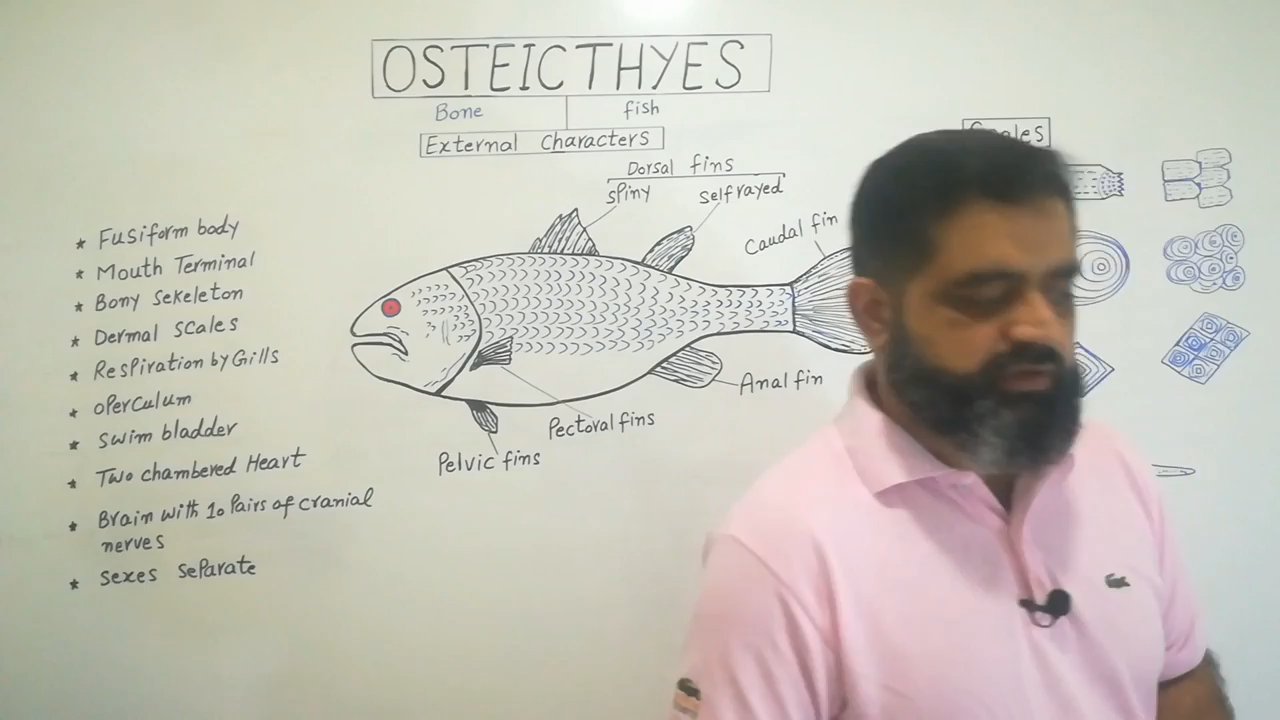 OSTEICTHYES
Bone fish
External Characters
Dorsal fins
spiny selfrayed
Caudal fin
Anal fin
Pectoral fins
Pelvic fins
* Fusiform body
* Mouth Terminal
* Bony Sekeleton
* Dermal Scales
* Respiration by Gills
* Operculum
* Swim bladder
* Two chambered Heart
* Brain with 10 Pairs of cranial
nerves
* Sexes Separate